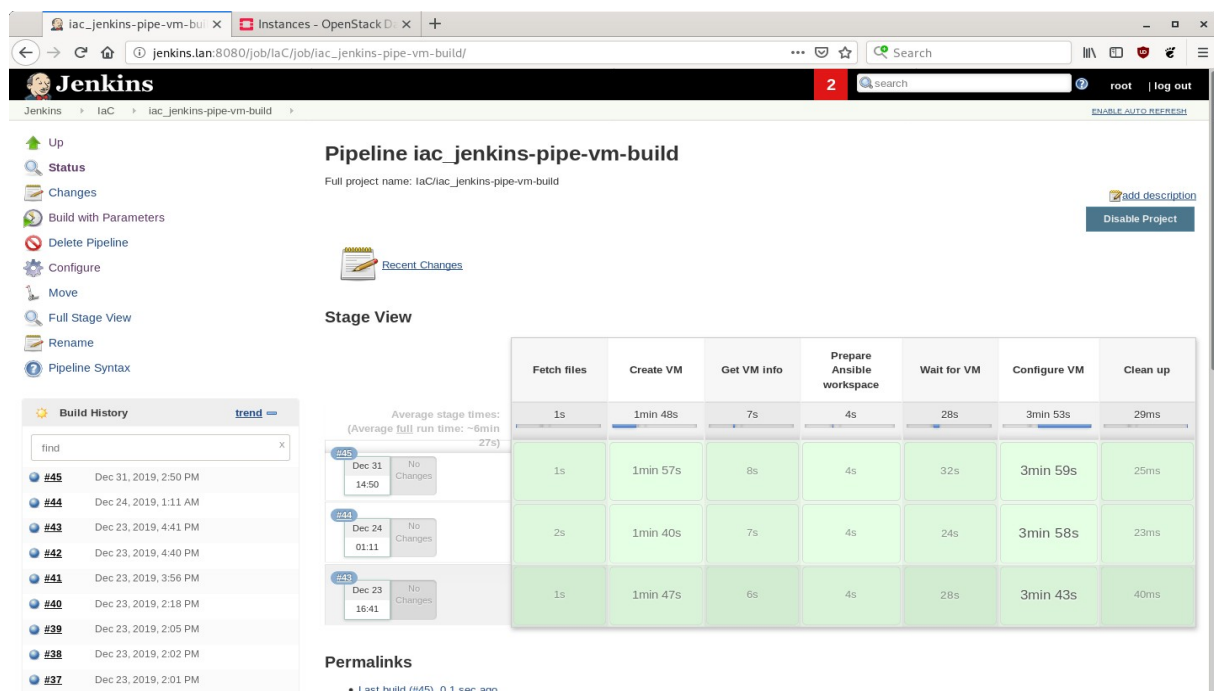 iac_jenkins-pipe-vm-bui
Instances - OpenStack D
jenkins.lan:8080/job/IaC/job/iac_jenkins-pipe-vm-build/
Search
Jenkins
2
search
root
| log out
Jenkins
IaC
iac_jenkins-pipe-vm-build
ENABLE AUTO REFRESH
Up
Status
Changes
Build with Parameters
Delete Pipeline
Configure
Move
Full Stage View
Rename
Pipeline Syntax
Build History
trend
find
x
#45 Dec 31, 2019, 2:50 PM
#44 Dec 24, 2019, 1:11 AM
#43 Dec 23, 2019, 4:41 PM
#42 Dec 23, 2019, 4:40 PM
#41 Dec 23, 2019, 3:56 PM
#40 Dec 23, 2019, 2:18 PM
#39 Dec 23, 2019, 2:05 PM
#38 Dec 23, 2019, 2:02 PM
#37 Dec 23, 2019, 2:01 PM
Pipeline iac_jenkins-pipe-vm-build
Full project name: IaC/iac_jenkins-pipe-vm-build
add description
Disable Project
Recent Changes
Stage View
Fetch files
Create VM
Get VM info
Prepare
Ansible
workspace
Wait for VM
Configure VM
Clean up
Average stage times:
(Average full run time: ~6min
27s)
1s 1min 48s 7s 4s 28s 3min 53s 29ms
#45
Dec 31
14:50
No
Changes
1s 1min 57s 8s 4s 32s 3min 59s 25ms
#44
Dec 24
01:11
No
Changes
2s 1min 40s 7s 4s 24s 3min 58s 23ms
#43
Dec 23
16:41
No
Changes
1s 1min 47s 6s 4s 28s 3min 43s 40ms
Permalinks
Last build (#45), 0.1 sec ago